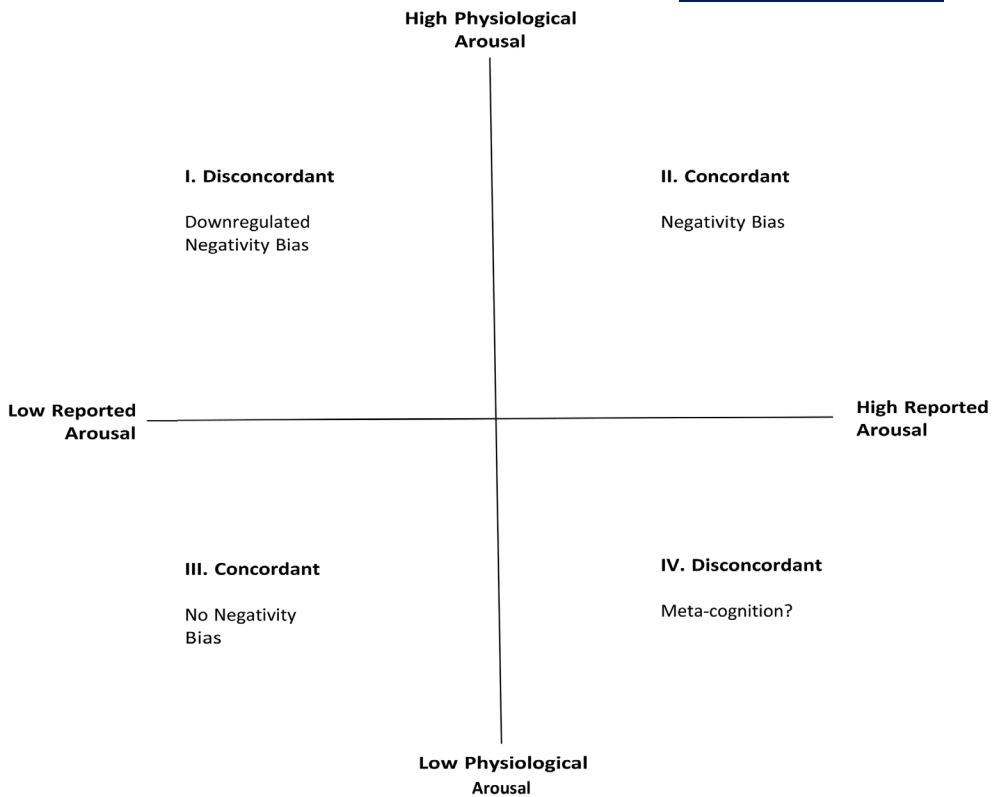 High Physiological
Arousal
I. Disconcordant
Downregulated
Negativity Bias
II. Concordant
Negativity Bias
Low Reported
Arousal
High Reported
Arousal
III. Concordant
No Negativity
Bias
IV. Disconcordant
Meta-cognition?
Low Physiological
Arousal